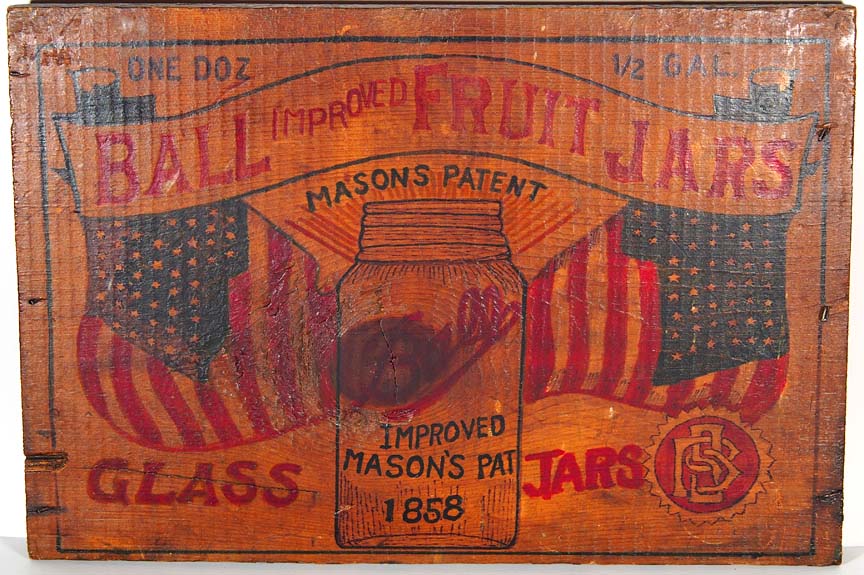 ONE DOZ 1/2 GAL.
BALL IMPROVED FRUIT JARS
MASONS PATENT
IMPROVED
MASON'S PAT
1858
GLASS JARS